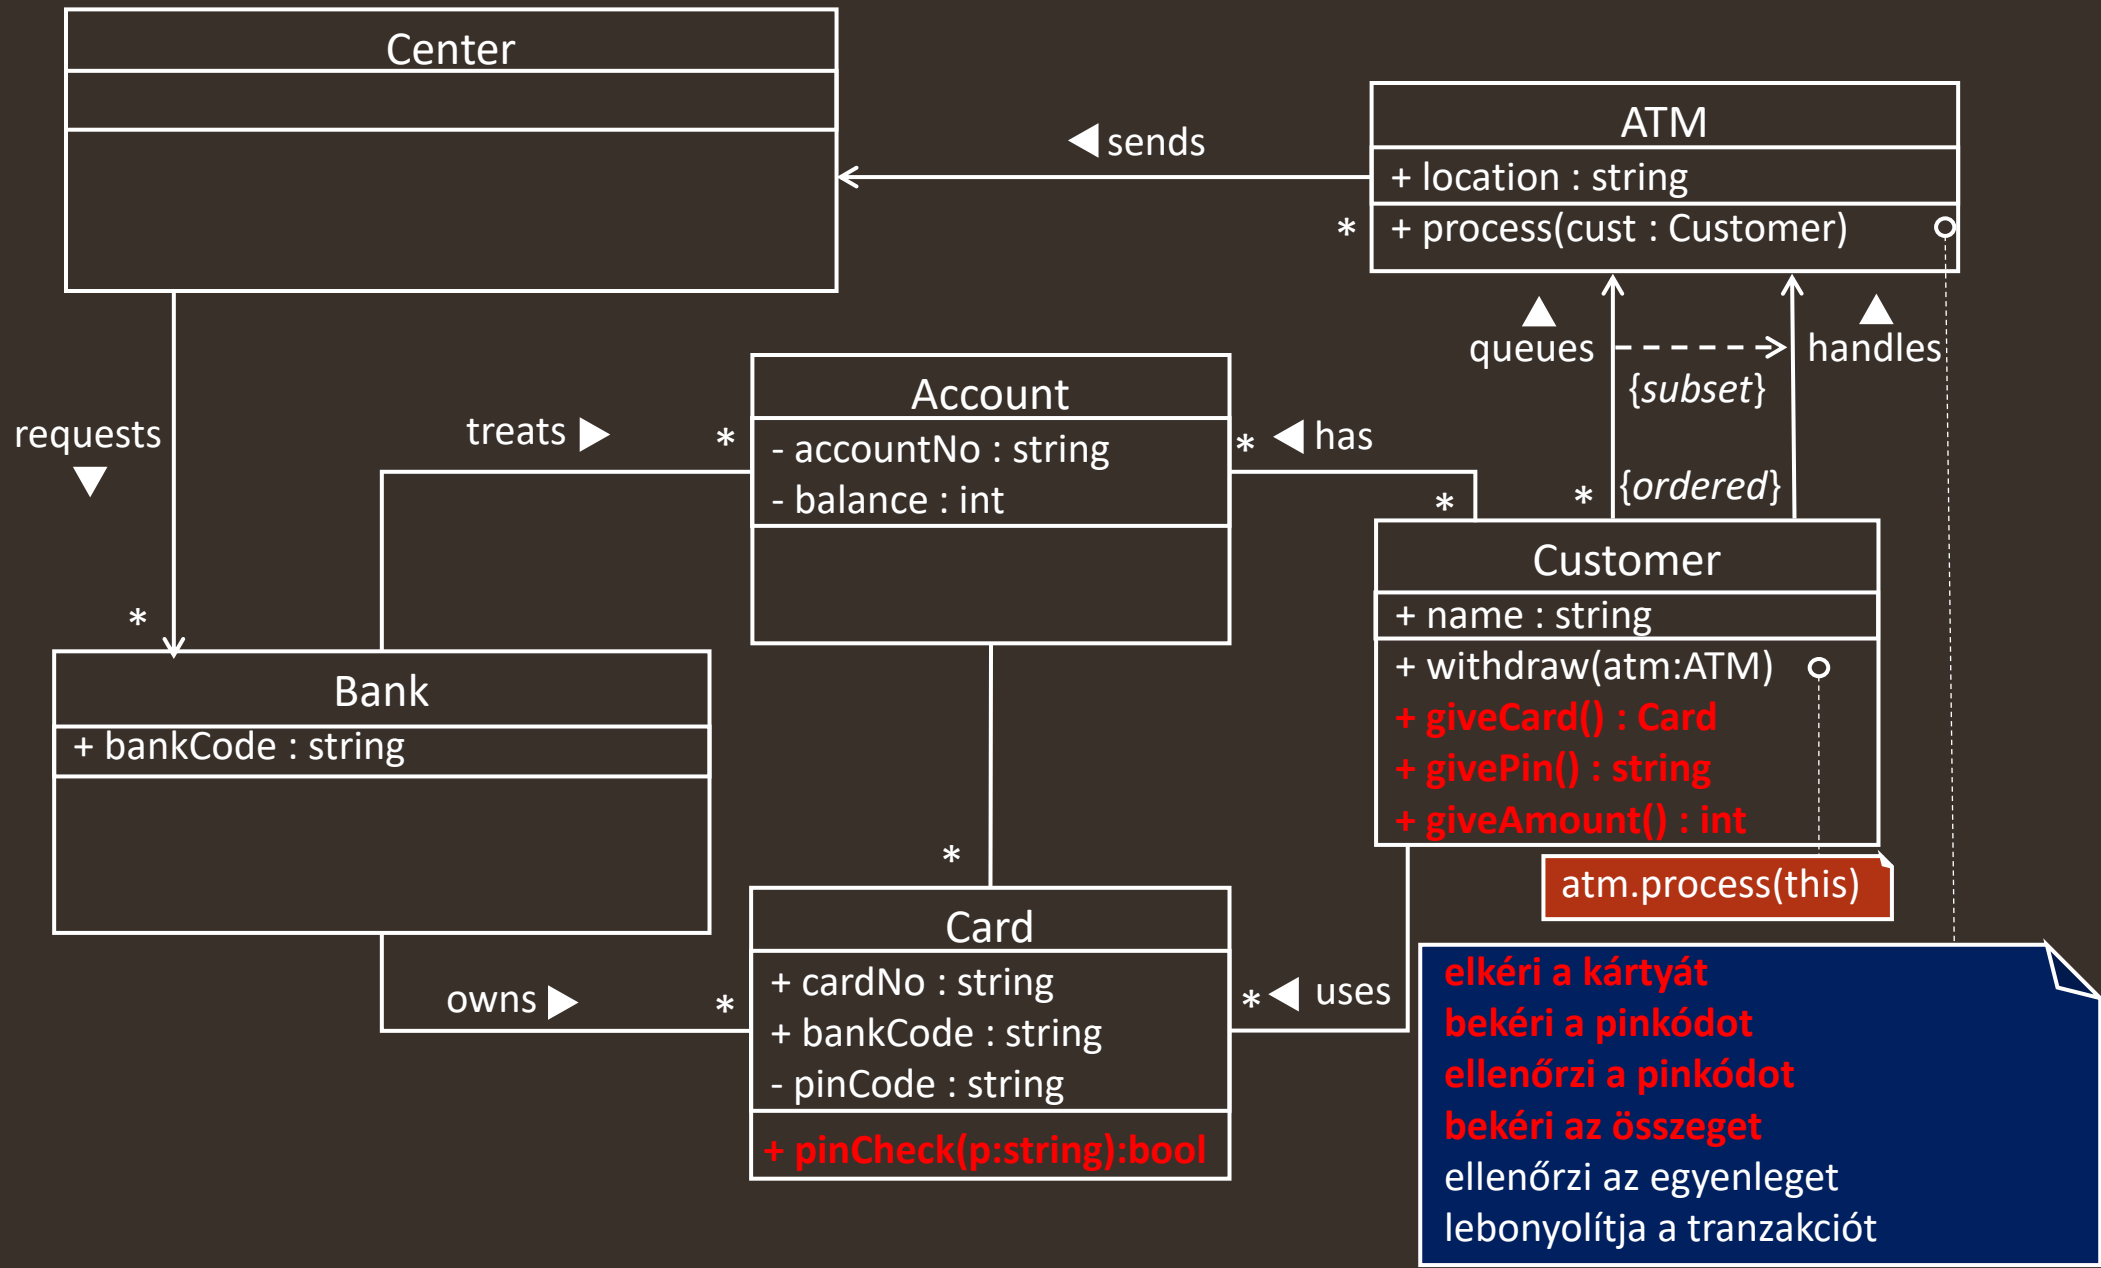 Center
ATM
+ location : string
+ process(cust : Customer)
sends
*
queues
handles
{subset}
{ordered}
*
requests
*
treats
*
Account
- accountNo : string
- balance : int
* has
*
Customer
+ name : string
+ withdraw(atm:ATM)
+ giveCard() : Card
+ givePin() : string
+ giveAmount() : int
atm.process(this)
Bank
+ bankCode : string
*
owns
*
Card
+ cardNo : string
+ bankCode : string
- pinCode : string
+ pinCheck(p:string):bool
* uses
elkéri a kártyát
bekéri a pinkódot
ellenőrzi a pinkódot
bekéri az összeget
ellenőrzi az egyenleget
lebonyolítja a tranzakciót